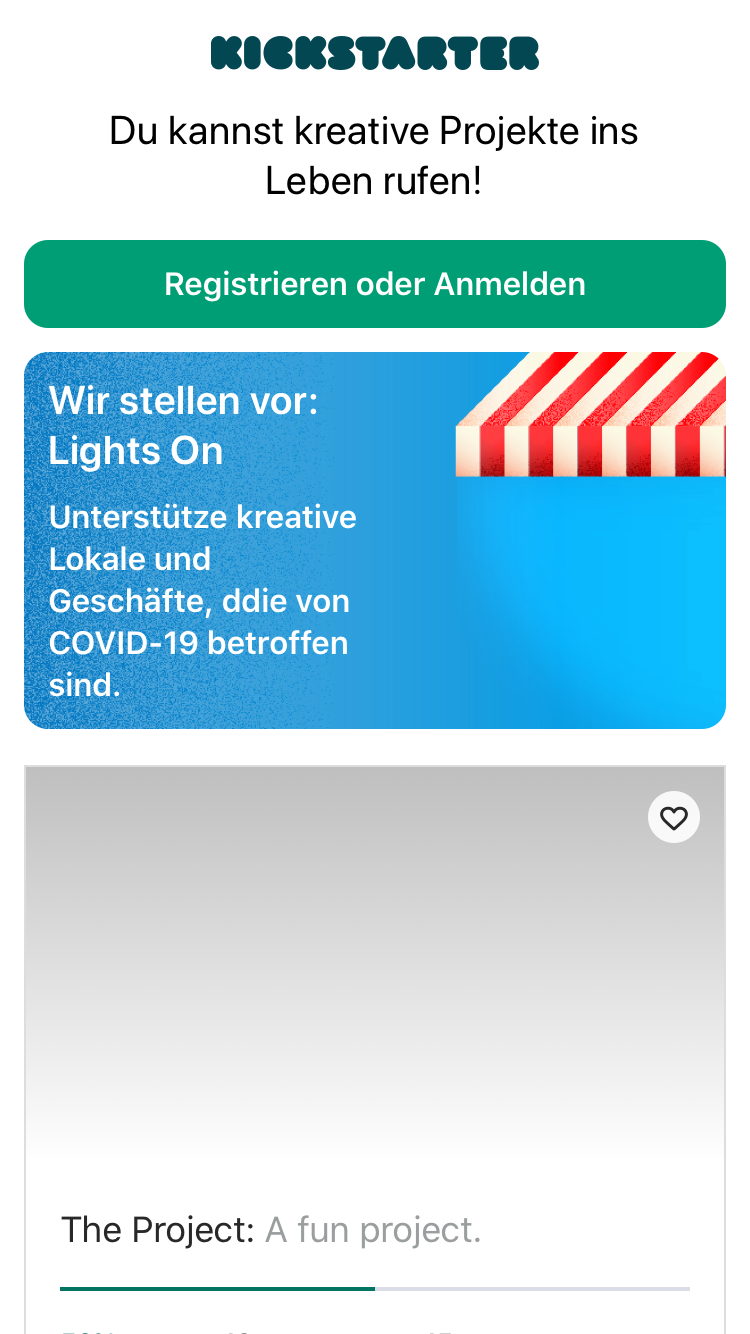 KICKSTARTER
Du kannst kreative Projekte ins
Leben rufen!
Registrieren oder Anmelden
Wir stellen vor:
Lights On
Unterstütze kreative
Lokale und
Geschäfte, ddie von
COVID-19 betroffen
sind.
The Project: A fun project.